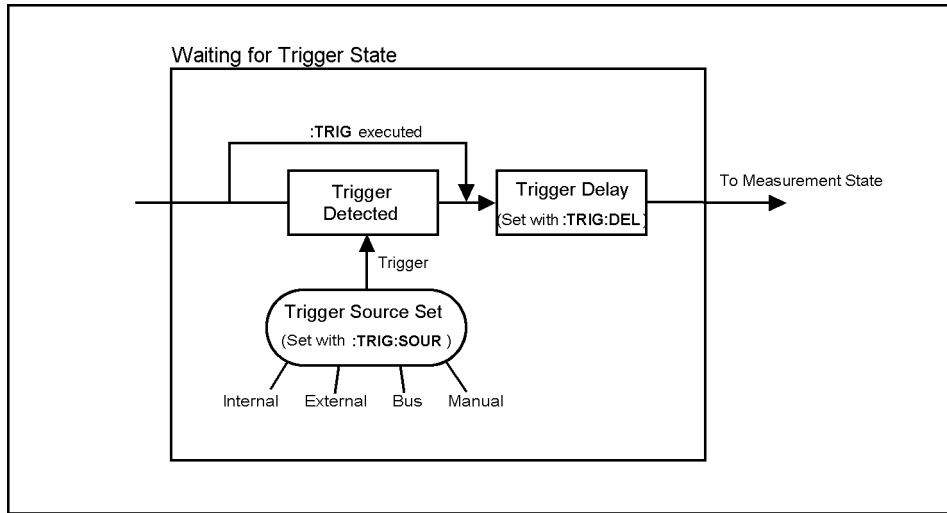 Waiting for Trigger State
:TRIG executed
Trigger
Detected
Trigger Delay
(Set with :TRIG:DEL)
To Measurement State
Trigger
Trigger Source Set
(Set with :TRIG:SOUR )
Internal External Bus Manual